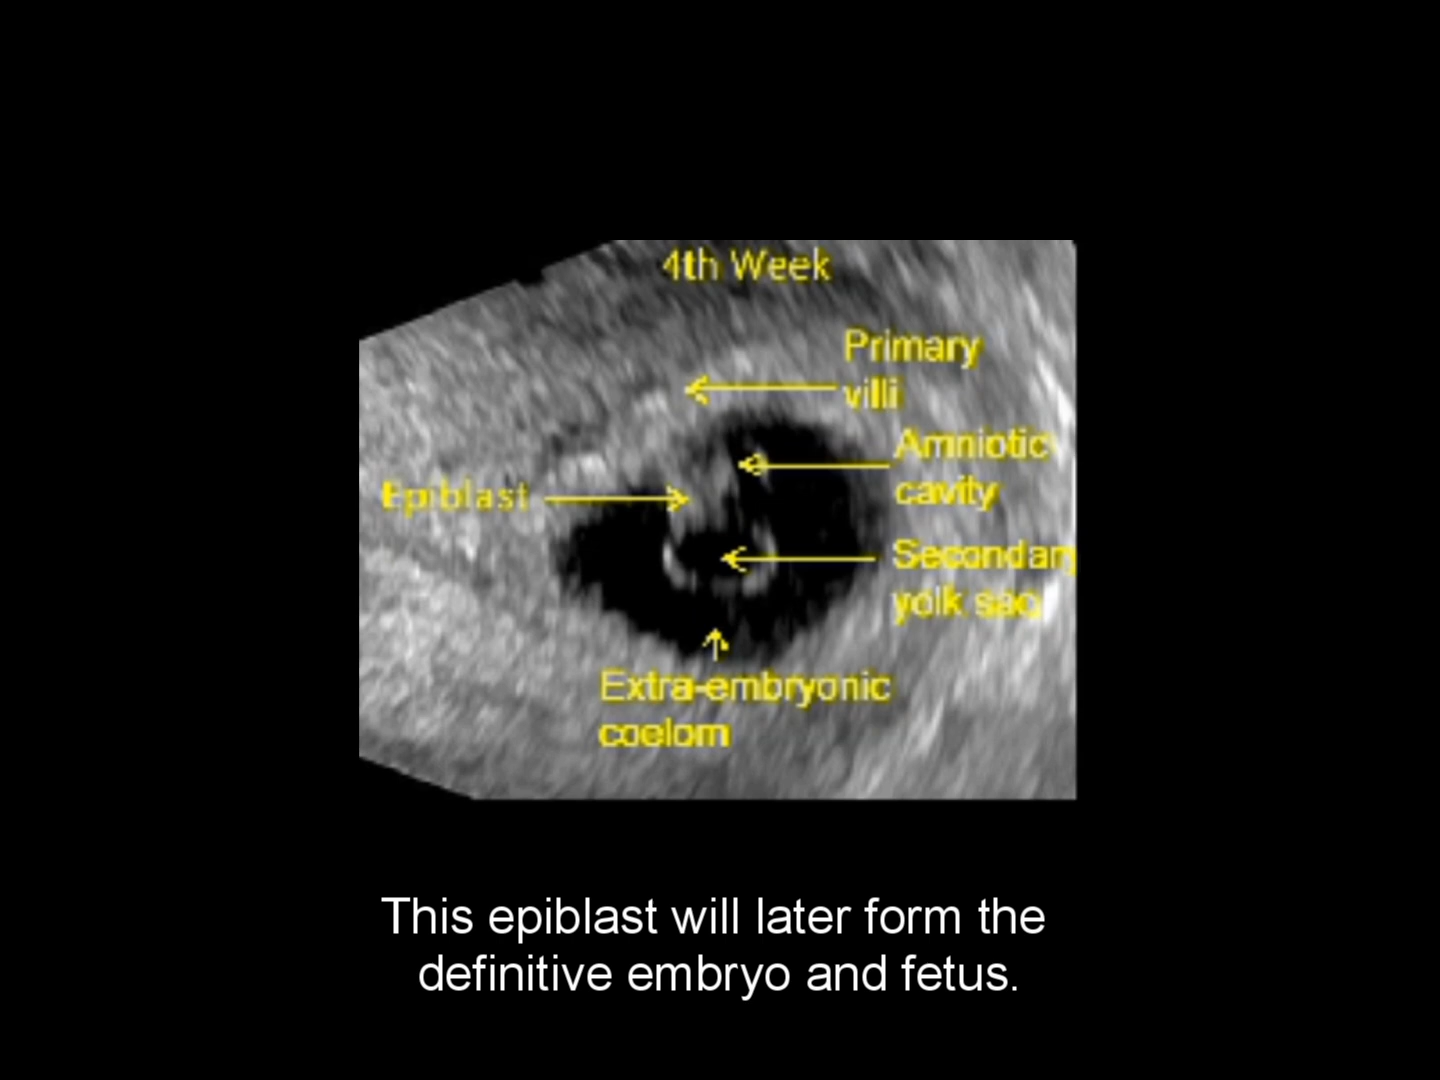 4th Week
Primary
villi
Amniotic
cavity
Epiblast
Secondary
yolk sac
Extra-embryonic
coelom
This epiblast will later form the
definitive embryo and fetus.